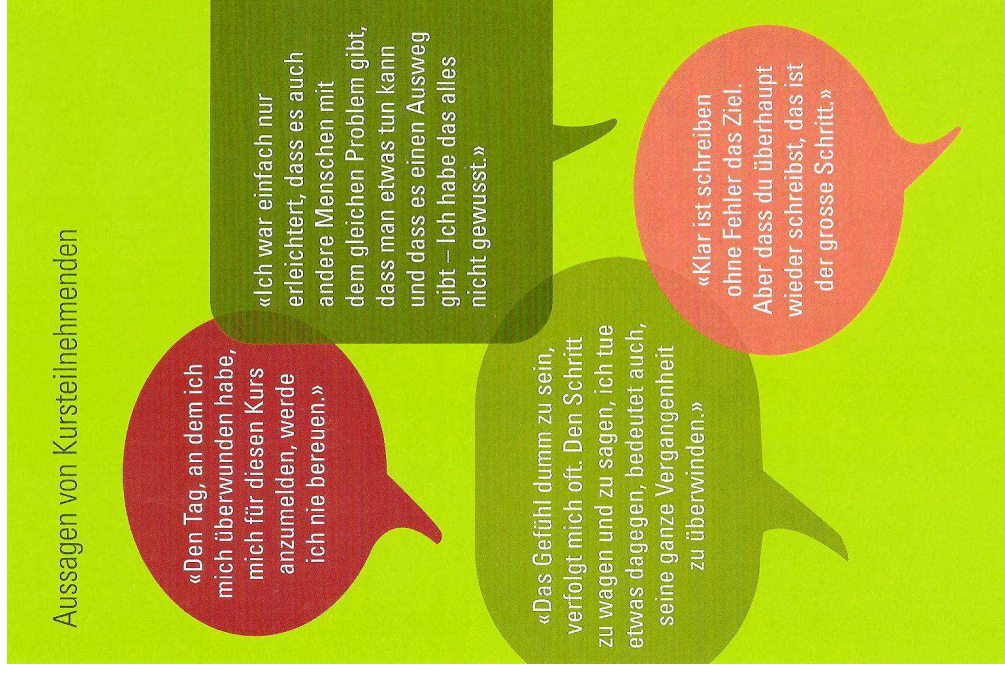 Aussagen von Kursteilnehmenden
«Den Tag, an dem ich
mich überwunden habe,
mich für diesen Kurs
anzumelden, werde
ich nie bereuen.»
«Ich war einfach nur
erleichtert, dass es auch
andere Menschen mit
dem gleichen Problem gibt,
dass man etwas tun kann
und dass es einen Ausweg
gibt – Ich habe das alles
nicht gewusst.»
«Das Gefühl dumm zu sein,
verfolgt mich oft. Den Schritt
zu wagen und zu sagen, ich tue
etwas dagegen, bedeutet auch,
seine ganze Vergangenheit
zu überwinden.»
«Klar ist schreiben
ohne Fehler das Ziel.
Aber dass du überhaupt
wieder schreibst, das ist
der grosse Schritt.»